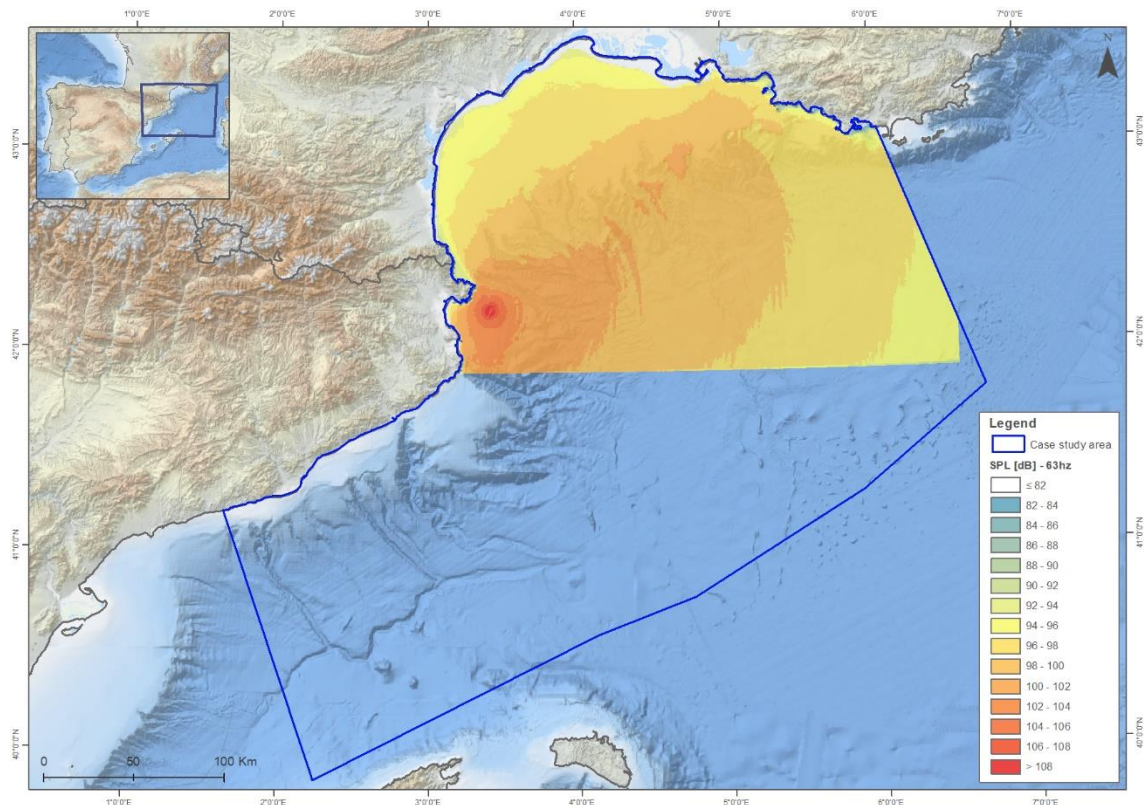 1°0'0"E 2°0'0"E 3°0'0"E 4°0'0"E 5°0'0"E 6°0'0"E 7°0'0"E
N
43°0'0"N 43°0'0"N
42°0'0"N 42°0'0"N
41°0'0"N 41°0'0"N
40°0'0"N 40°0'0"N
Legend
Case study area
SPL [dB] - 63hz
≤ 82
82 - 84
84 - 86
86 - 88
88 - 90
90 - 92
92 - 94
94 - 96
96 - 98
98 - 100
100 - 102
102 - 104
104 - 106
106 - 108
> 108
0 50 100 Km
1°0'0"E 2°0'0"E 3°0'0"E 4°0'0"E 5°0'0"E 6°0'0"E 7°0'0"E